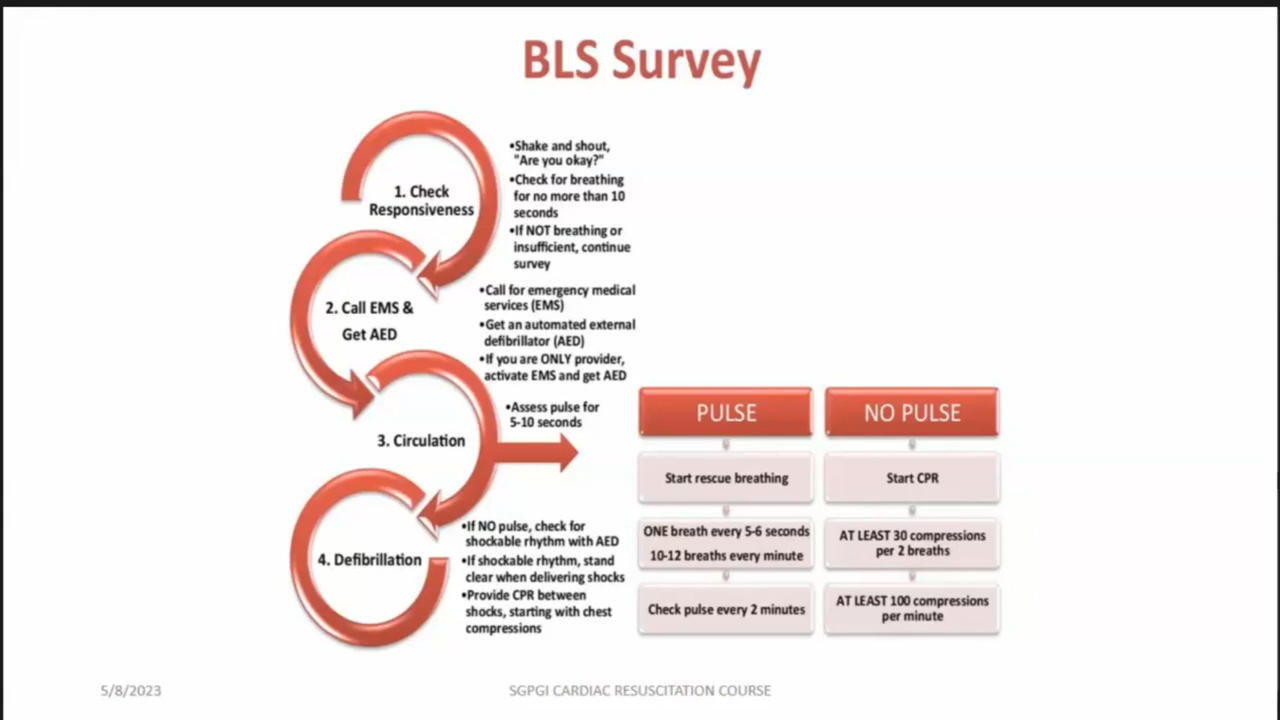 BLS Survey
1. Check
Responsiveness
•Shake and shout,
"Are you okay?"
•Check for breathing
for no more than 10
seconds
•If NOT breathing or
insufficient, continue
survey
2. Call EMS &
Get AED
•Call for emergency medical
services (EMS)
•Get an automated external
defibrillator (AED)
•If you are ONLY provider,
activate EMS and get AED
3. Circulation
•Assess pulse for
5-10 seconds
4. Defibrillation
•If NO pulse, check for
shockable rhythm with AED
•If shockable rhythm, stand
clear when delivering shocks
•Provide CPR between
shocks, starting with chest
compressions
PULSE
Start rescue breathing
ONE breath every 5-6 seconds
10-12 breaths every minute
Check pulse every 2 minutes
NO PULSE
Start CPR
AT LEAST 30 compressions
per 2 breaths
AT LEAST 100 compressions
per minute
5/8/2023
SGPGI CARDIAC RESUSCITATION COURSE